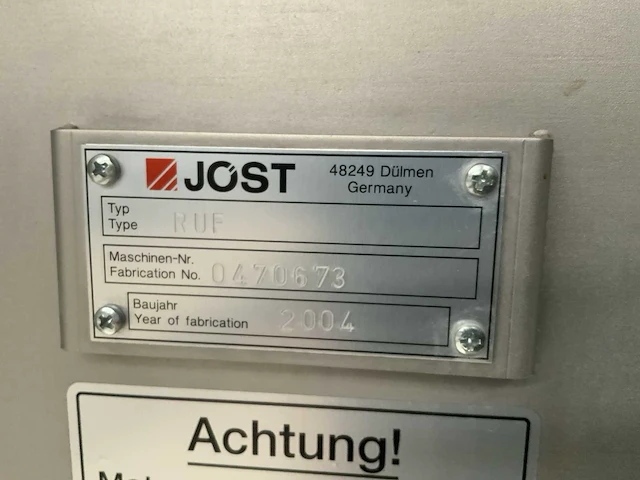 JÖST
48249 Dülmen
Germany
Typ
Type RUF
Maschinen-Nr.
Fabrication No. 0470673
Baujahr
Year of fabrication 2004
Achtung!